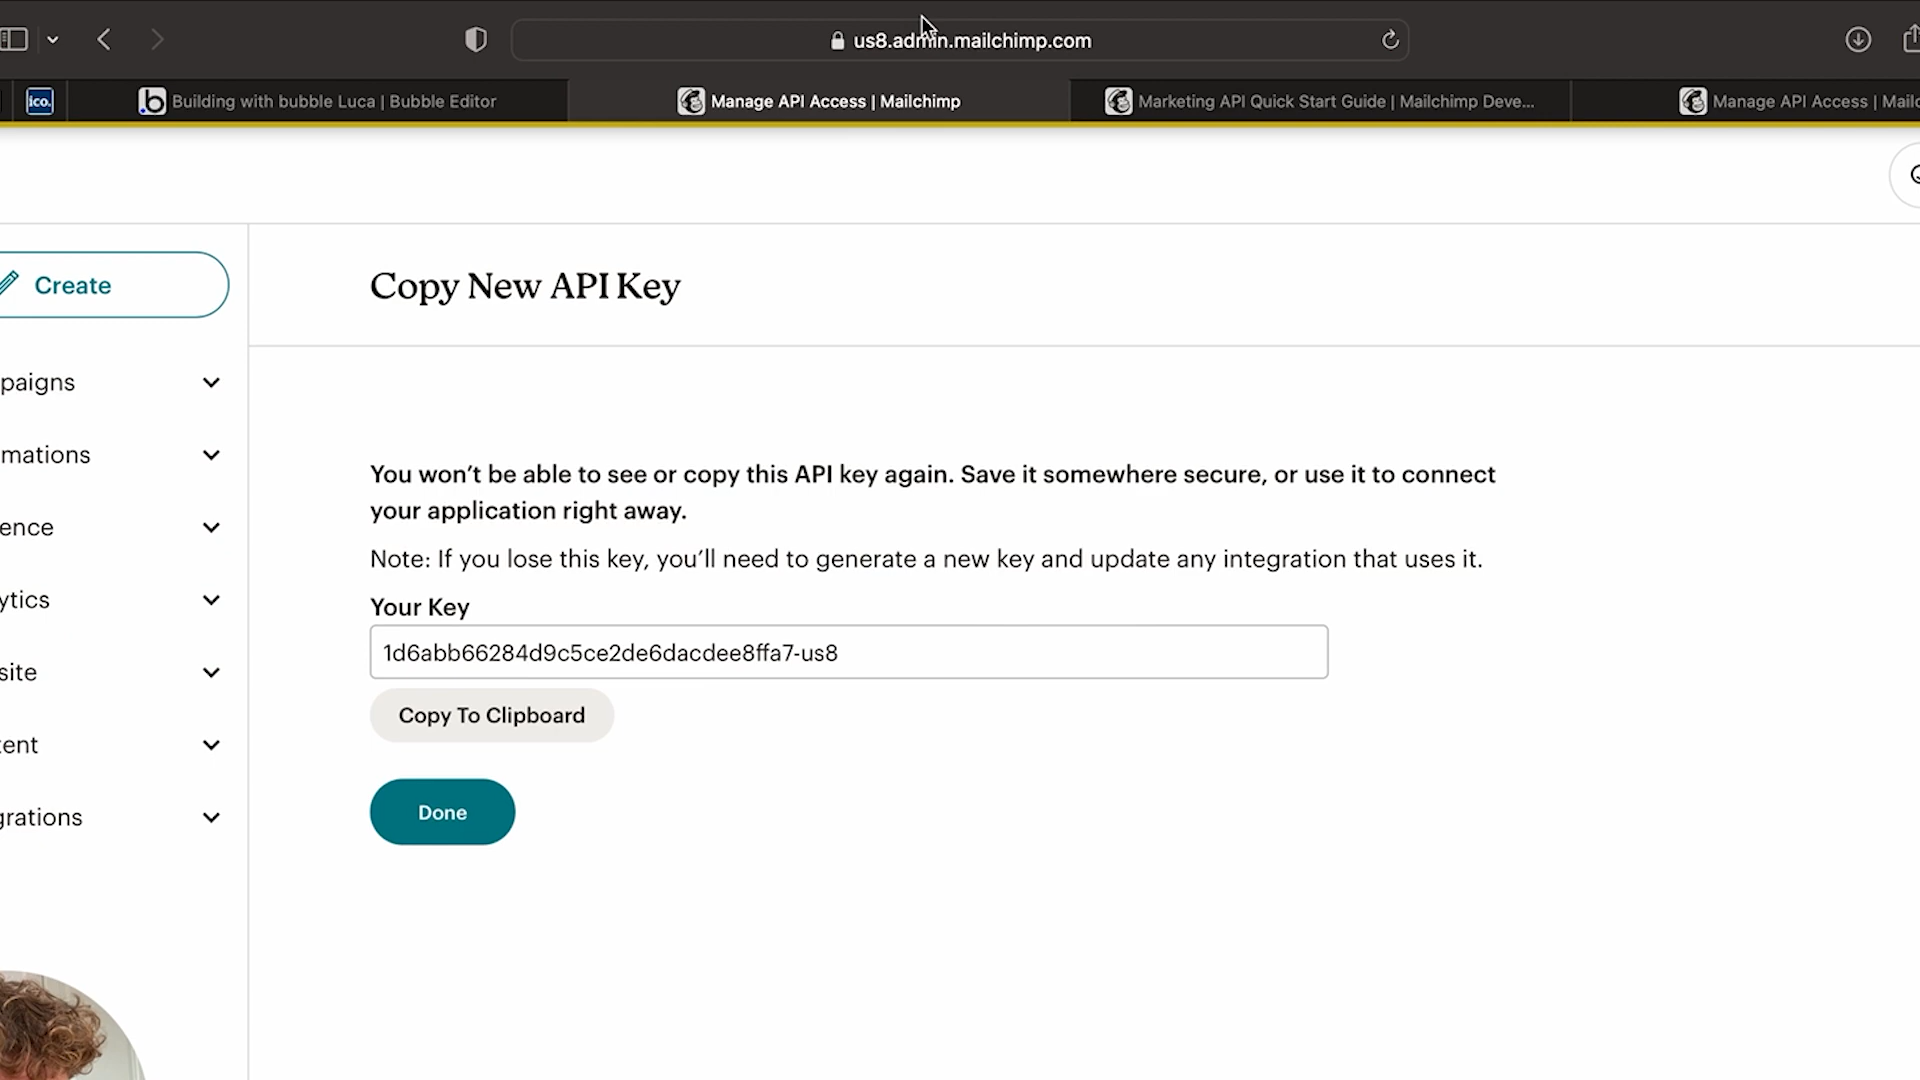 us8.admin.mailchimp.com
ico.
Building with bubble Luca | Bubble Editor
Manage API Access | Mailchimp
Marketing API Quick Start Guide | Mailchimp Deve...
Manage API Access | Mailc
Create
Copy New API Key
paigns
mations
ence
ytics
site
tent
grations
You won't be able to see or copy this API key again. Save it somewhere secure, or use it to connect
your application right away.
Note: If you lose this key, you'll need to generate a new key and update any integration that uses it.
Your Key
1d6abb66284d9c5ce2de6dacdee8ffa7-us8
Copy To Clipboard
Done